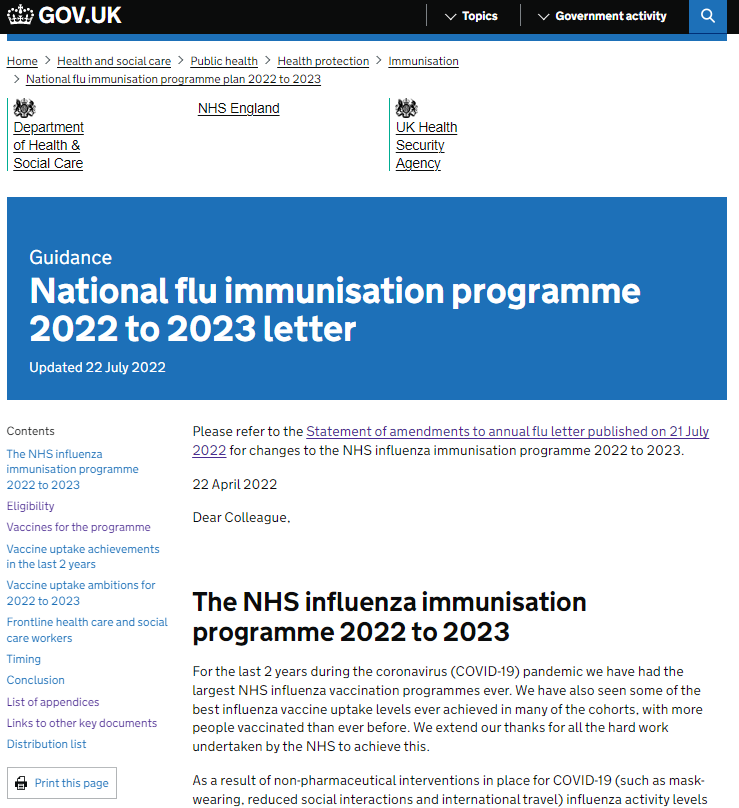 GOV.UK
Topics
Government activity
Home > Health and social care > Public health > Health protection > Immunisation
> National flu immunisation programme plan 2022 to 2023
Department
of Health &
Social Care
NHS England
UK Health
Security
Agency
Guidance
National flu immunisation programme
2022 to 2023 letter
Updated 22 July 2022
Contents
The NHS influenza
immunisation programme
2022 to 2023
Eligibility
Vaccines for the programme
Vaccine uptake achievements
in the last 2 years
Vaccine uptake ambitions for
2022 to 2023
Frontline health care and social
care workers
Timing
Conclusion
List of appendices
Links to other key documents
Distribution list
Print this page
Please refer to the Statement of amendments to annual flu letter published on 21 July
2022 for changes to the NHS influenza immunisation programme 2022 to 2023.
22 April 2022
Dear Colleague,
The NHS influenza immunisation
programme 2022 to 2023
For the last 2 years during the coronavirus (COVID-19) pandemic we have had the
largest NHS influenza vaccination programmes ever. We have also seen some of the
best influenza vaccine uptake levels ever achieved in many of the cohorts, with more
people vaccinated than ever before. We extend our thanks for all the hard work
undertaken by the NHS to achieve this.
As a result of non-pharmaceutical interventions in place for COVID-19 (such as mask-
wearing, reduced social interactions and international travel) influenza activity levels